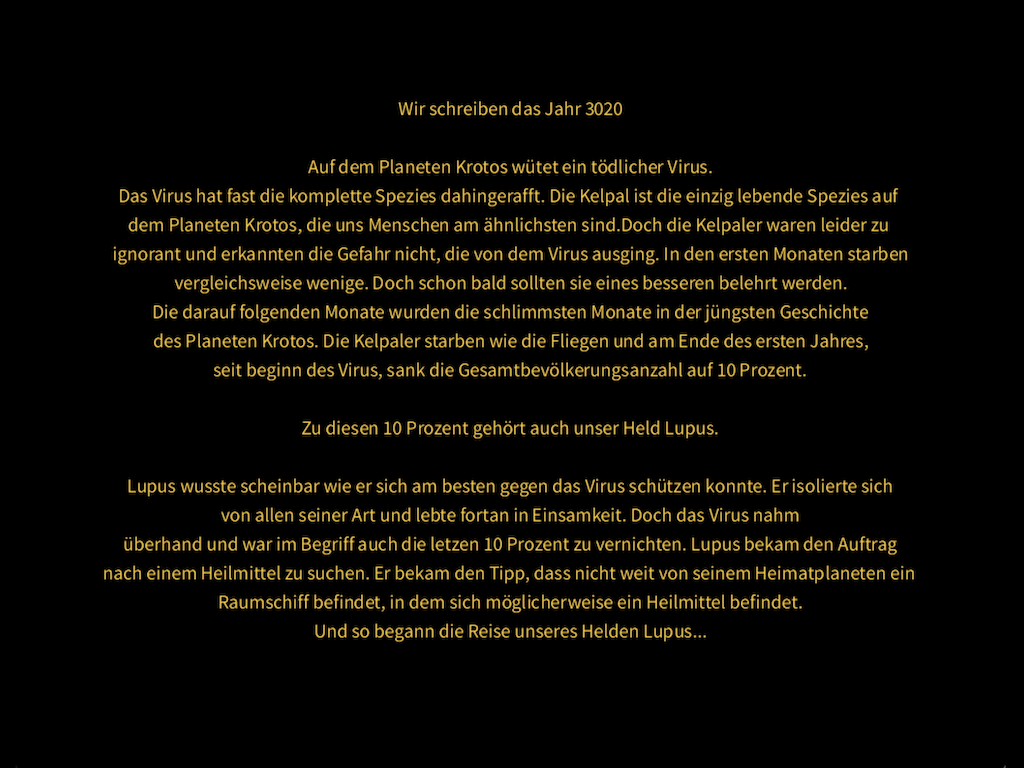 Wir schreiben das Jahr 3020
Auf dem Planeten Krotos wütet ein tödlicher Virus.
Das Virus hat fast die komplette Spezies dahingerafft. Die Kelpal ist die einzig lebende Spezies auf
dem Planeten Krotos, die uns Menschen am ähnlichsten sind.Doch die Kelpaler waren leider zu
ignorant und erkannten die Gefahr nicht, die von dem Virus ausging. In den ersten Monaten starben
vergleichsweise wenige. Doch schon bald sollten sie eines besseren belehrt werden.
Die darauf folgenden Monate wurden die schlimmsten Monate in der jüngsten Geschichte
des Planeten Krotos. Die Kelpaler starben wie die Fliegen und am Ende des ersten Jahres,
seit beginn des Virus, sank die Gesamtbevölkerungsanzahl auf 10 Prozent.
Zu diesen 10 Prozent gehört auch unser Held Lupus.
Lupus wusste scheinbar wie er sich am besten gegen das Virus schützen konnte. Er isolierte sich
von allen seiner Art und lebte fortan in Einsamkeit. Doch das Virus nahm
überhand und war im Begriff auch die letzen 10 Prozent zu vernichten. Lupus bekam den Auftrag
nach einem Heilmittel zu suchen. Er bekam den Tipp, dass nicht weit von seinem Heimatplaneten ein
Raumschiff befindet, in dem sich möglicherweise ein Heilmittel befindet.
Und so begann die Reise unseres Helden Lupus...